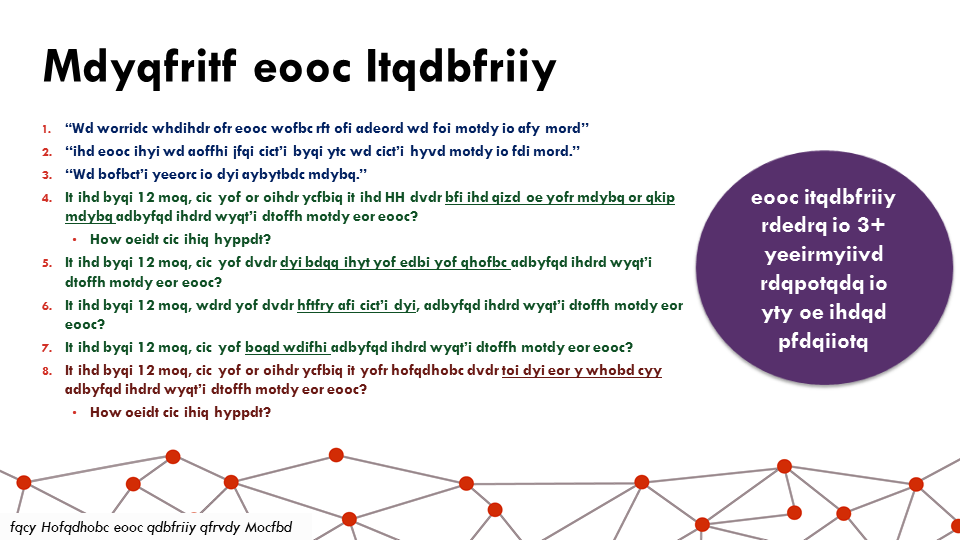 Mdyqfritf eooc Itqdbfriiy
1. “Wd worridc whdihdr ofr eooc wofbc rft ofi adeord wd foi motdy io afy mord”
2. “ihd eooc ihyi wd aoffhi jfqi cict’i byqi ytc wd cict’i hyvd motdy io fdi mord.”
3. “Wd bofbct’i yeeorc io dyi aybytbdc mdybq.”
4. It ihd byqi 12 moq, cic yof or oihdr ycfbiq it ihd HH dvdr bfi ihd qizd oe yofr mdybq or qkip
mdybq adbyfqd ihdrd wyqt’i dtoffh motdy eor eooc?
• How oeidt cic ihiq hyppdt?
5. It ihd byqi 12 moq, cic yof dvdr dyi bdqq ihyt yof edbi yof qhofbc adbyfqd ihdrd wyqt’i
dtoffh motdy eor eooc?
6. It ihd byqi 12 moq, wdrd yof dvdr hftfry afi cict’i dyi, adbyfqd ihdrd wyqt’i dtoffh motdy eor
eooc?
7. It ihd byqi 12 moq, cic yof boqd wdifhi adbyfqd ihdrd wyqt’i dtoffh motdy eor eooc?
8. It ihd byqi 12 moq, cic yof or oihdr ycfbiq it yofr hofqdhobc dvdr toi dyi eor y whobd cyy
adbyfqd ihdrd wyqt’i dtoffh motdy eor eooc?
• How oeidt cic ihiq hyppdt?
eooc itqdbfriiy
rdedrq io 3+
yeeirmyiivd
rdqpotqdq io
yty oe ihdqd
pfdqiiotq
fqcy Hofqdhobc eooc qdbfriiy qfrvdy Mocfbd